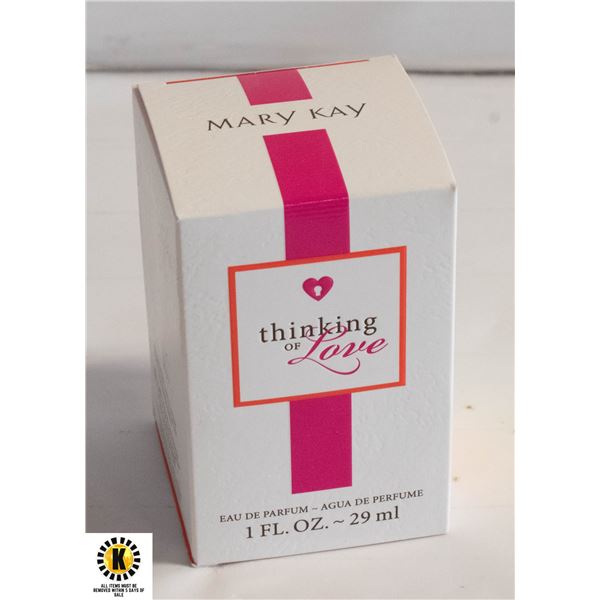 MARY KAY
thinking
OF Love
EAU DE PARFUM ~ AGUA DE PERFUME
1 FL. OZ. ~ 29 ml
K
ALL ITEMS MUST BE
REMOVED WITHIN 5 DAYS OF
SALE